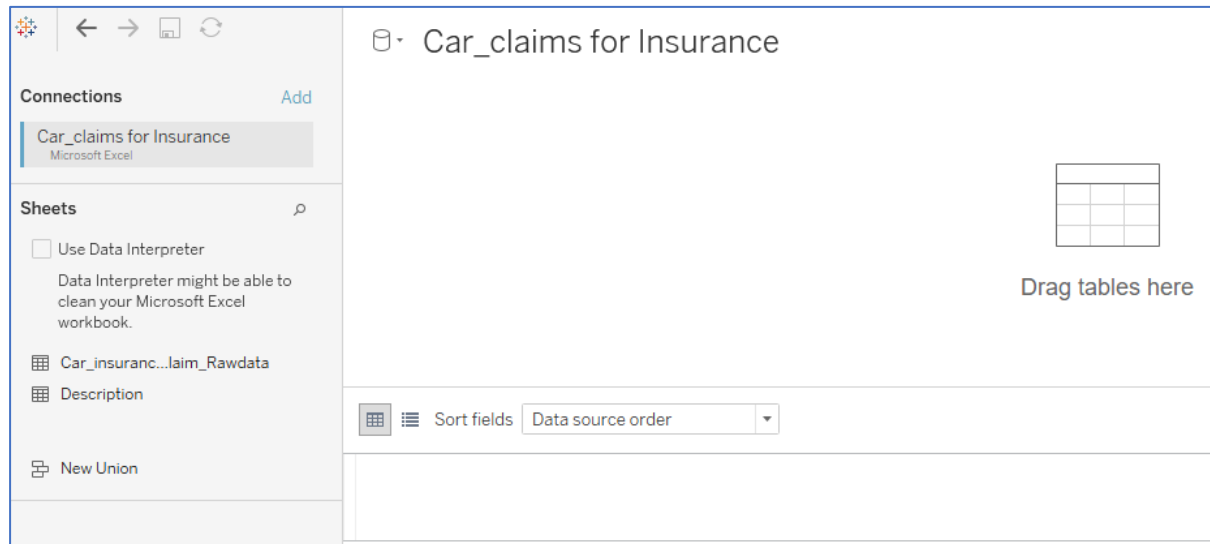 Car_claims for Insurance
Connections
Add
Car_claims for Insurance
Microsoft Excel
Sheets
Use Data Interpreter
Data Interpreter might be able to
clean your Microsoft Excel
workbook.
Car_insuranc...laim_Rawdata
Description
New Union
Drag tables here
Sort fields
Data source order